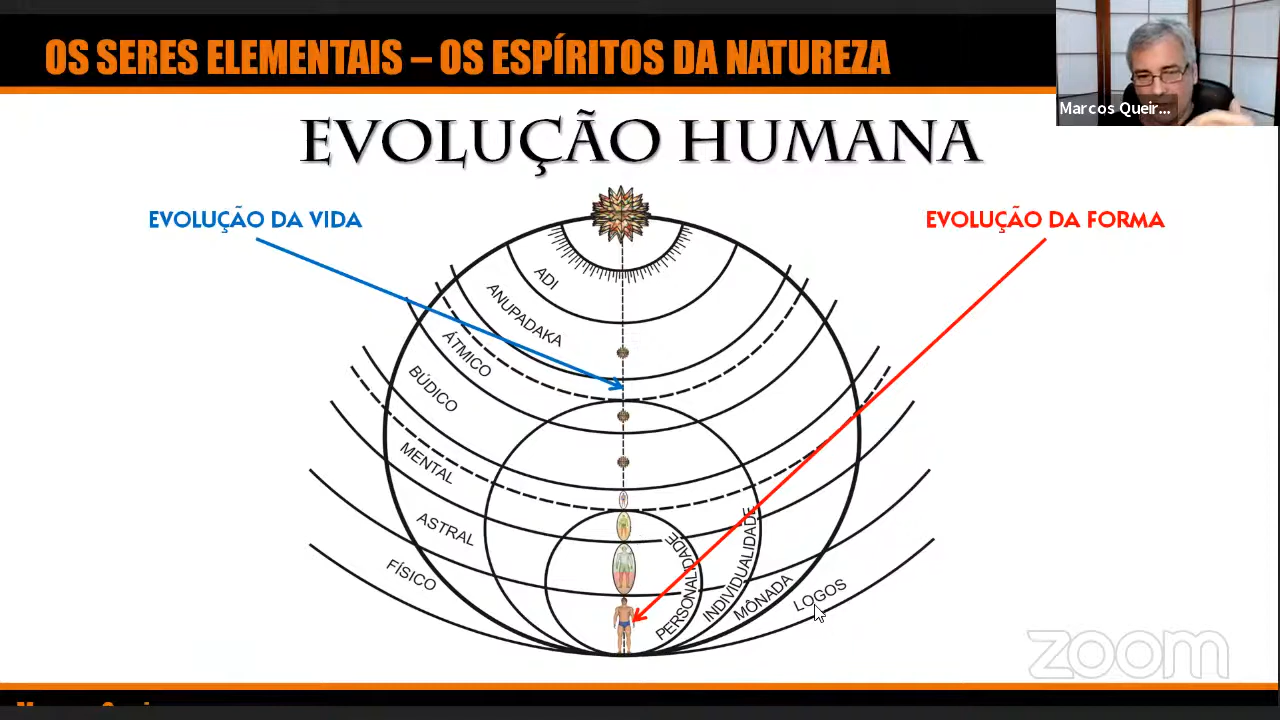 OS SERES ELEMENTAIS – OS ESPÍRITOS DA NATUREZA
Marcos Queir...
EVOLUÇÃO HUMANA
EVOLUÇÃO DA VIDA
EVOLUÇÃO DA FORMA
ADI
ANUPADAKA
ÁTMICO
BÚDICO
MENTAL
ASTRAL
FÍSICO
PERSONALIDADE
INDIVIDUALIDADE
MÔNADA
LOGOS
zoom